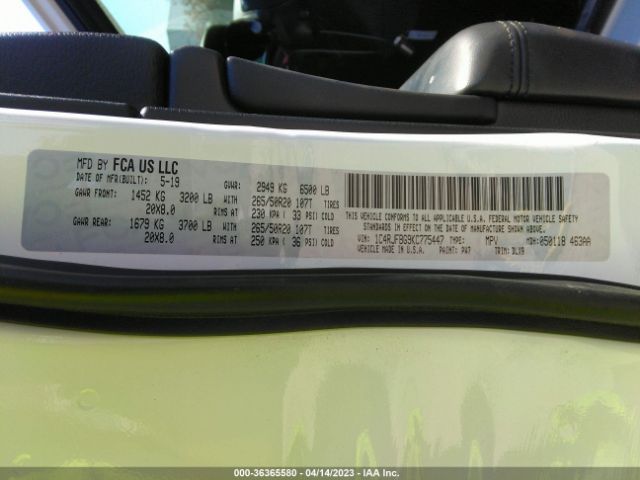 MFD BY FCA US LLC
DATE OF MFR(BUILT): 5-19 GVWR: 2949 KG 6500 LB
GAWR FRONT: 1452 KG 3200 LB WITH 265/50R20 107T TIRES
20X8.0 RIMS AT 230 KPA ( 33 PSI) COLD
GAWR REAR: 1679 KG 3700 LB WITH 265/50R20 107T TIRES
20X8.0 RIMS AT 250 KPA ( 36 PSI) COLD
THIS VEHICLE CONFORMS TO ALL APPLICABLE U.S.A. FEDERAL MOTOR VEHICLE SAFETY
STANDARDS IN EFFECT ON THE DATE OF MANUFACTURE SHOWN ABOVE.
VIN: 1C4RJFBG9KC775447 TYPE: MPV MDH: 050118 463AA
VEHICLE MADE IN U.S.A. PAINT: PW7 TRIM: DLX9
000-36365580 - 04/14/2023 - IAA Inc.